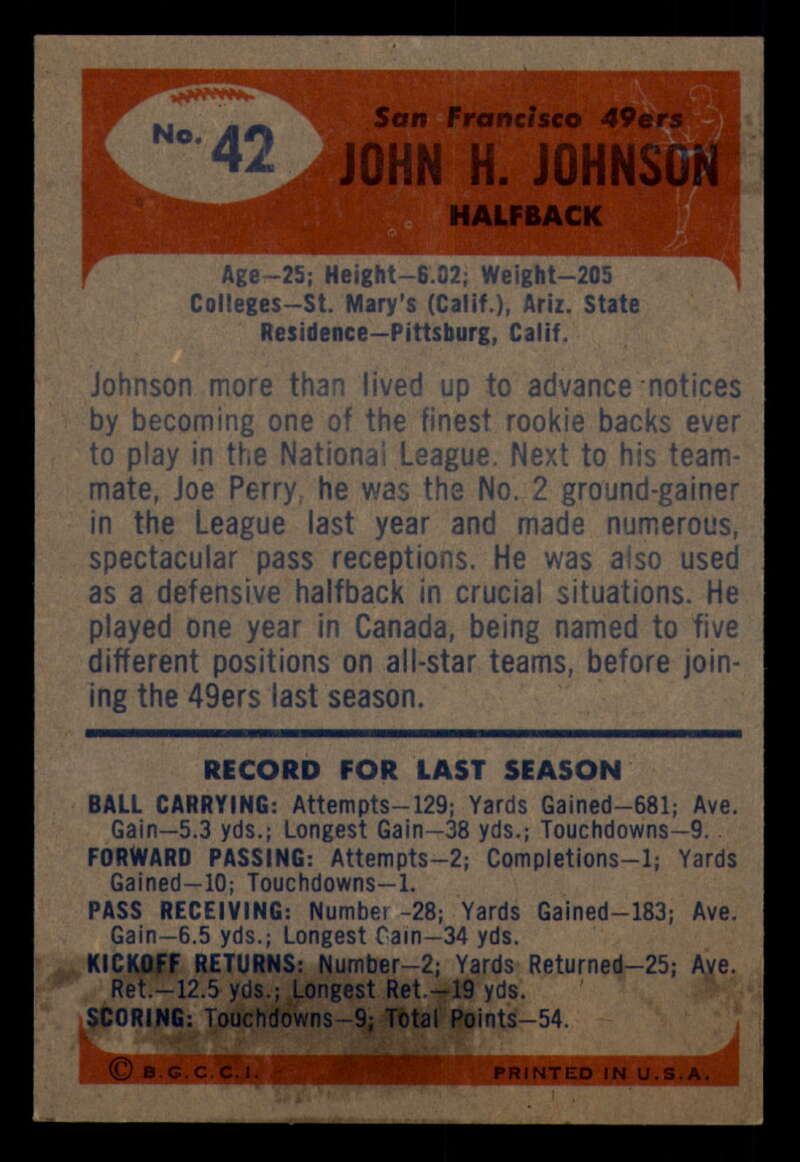 No. 42
San Francisco 49ers
JOHN H. JOHNSON
HALFBACK
Age—25; Height—6.02; Weight—205
Colleges—St. Mary's (Calif.), Ariz. State
Residence—Pittsburg, Calif.
Johnson more than lived up to advance notices
by becoming one of the finest rookie backs ever
to play in the National League. Next to his team-
mate, Joe Perry, he was the No. 2 ground-gainer
in the League last year and made numerous,
spectacular pass receptions. He was also used
as a defensive halfback in crucial situations. He
played one year in Canada, being named to five
different positions on all-star teams, before join-
ing the 49ers last season.
RECORD FOR LAST SEASON
BALL CARRYING: Attempts—129; Yards Gained—681; Ave.
Gain—5.3 yds.; Longest Gain—38 yds.; Touchdowns—9.
FORWARD PASSING: Attempts—2; Completions—1; Yards
Gained—10; Touchdowns—1.
PASS RECEIVING: Number—28; Yards Gained—183; Ave.
Gain—6.5 yds.; Longest Gain—34 yds.
KICKOFF RETURNS: Number—2; Yards Returned—25; Ave.
Ret.—12.5 yds.; Longest Ret.—19 yds.
SCORING: Touchdowns—9; Total Points—54.
© B.G.C.C.I. PRINTED IN U.S.A.